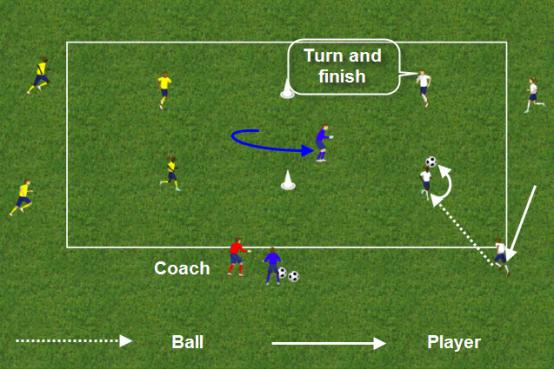 Turn and
finish
Coach
Ball
Player